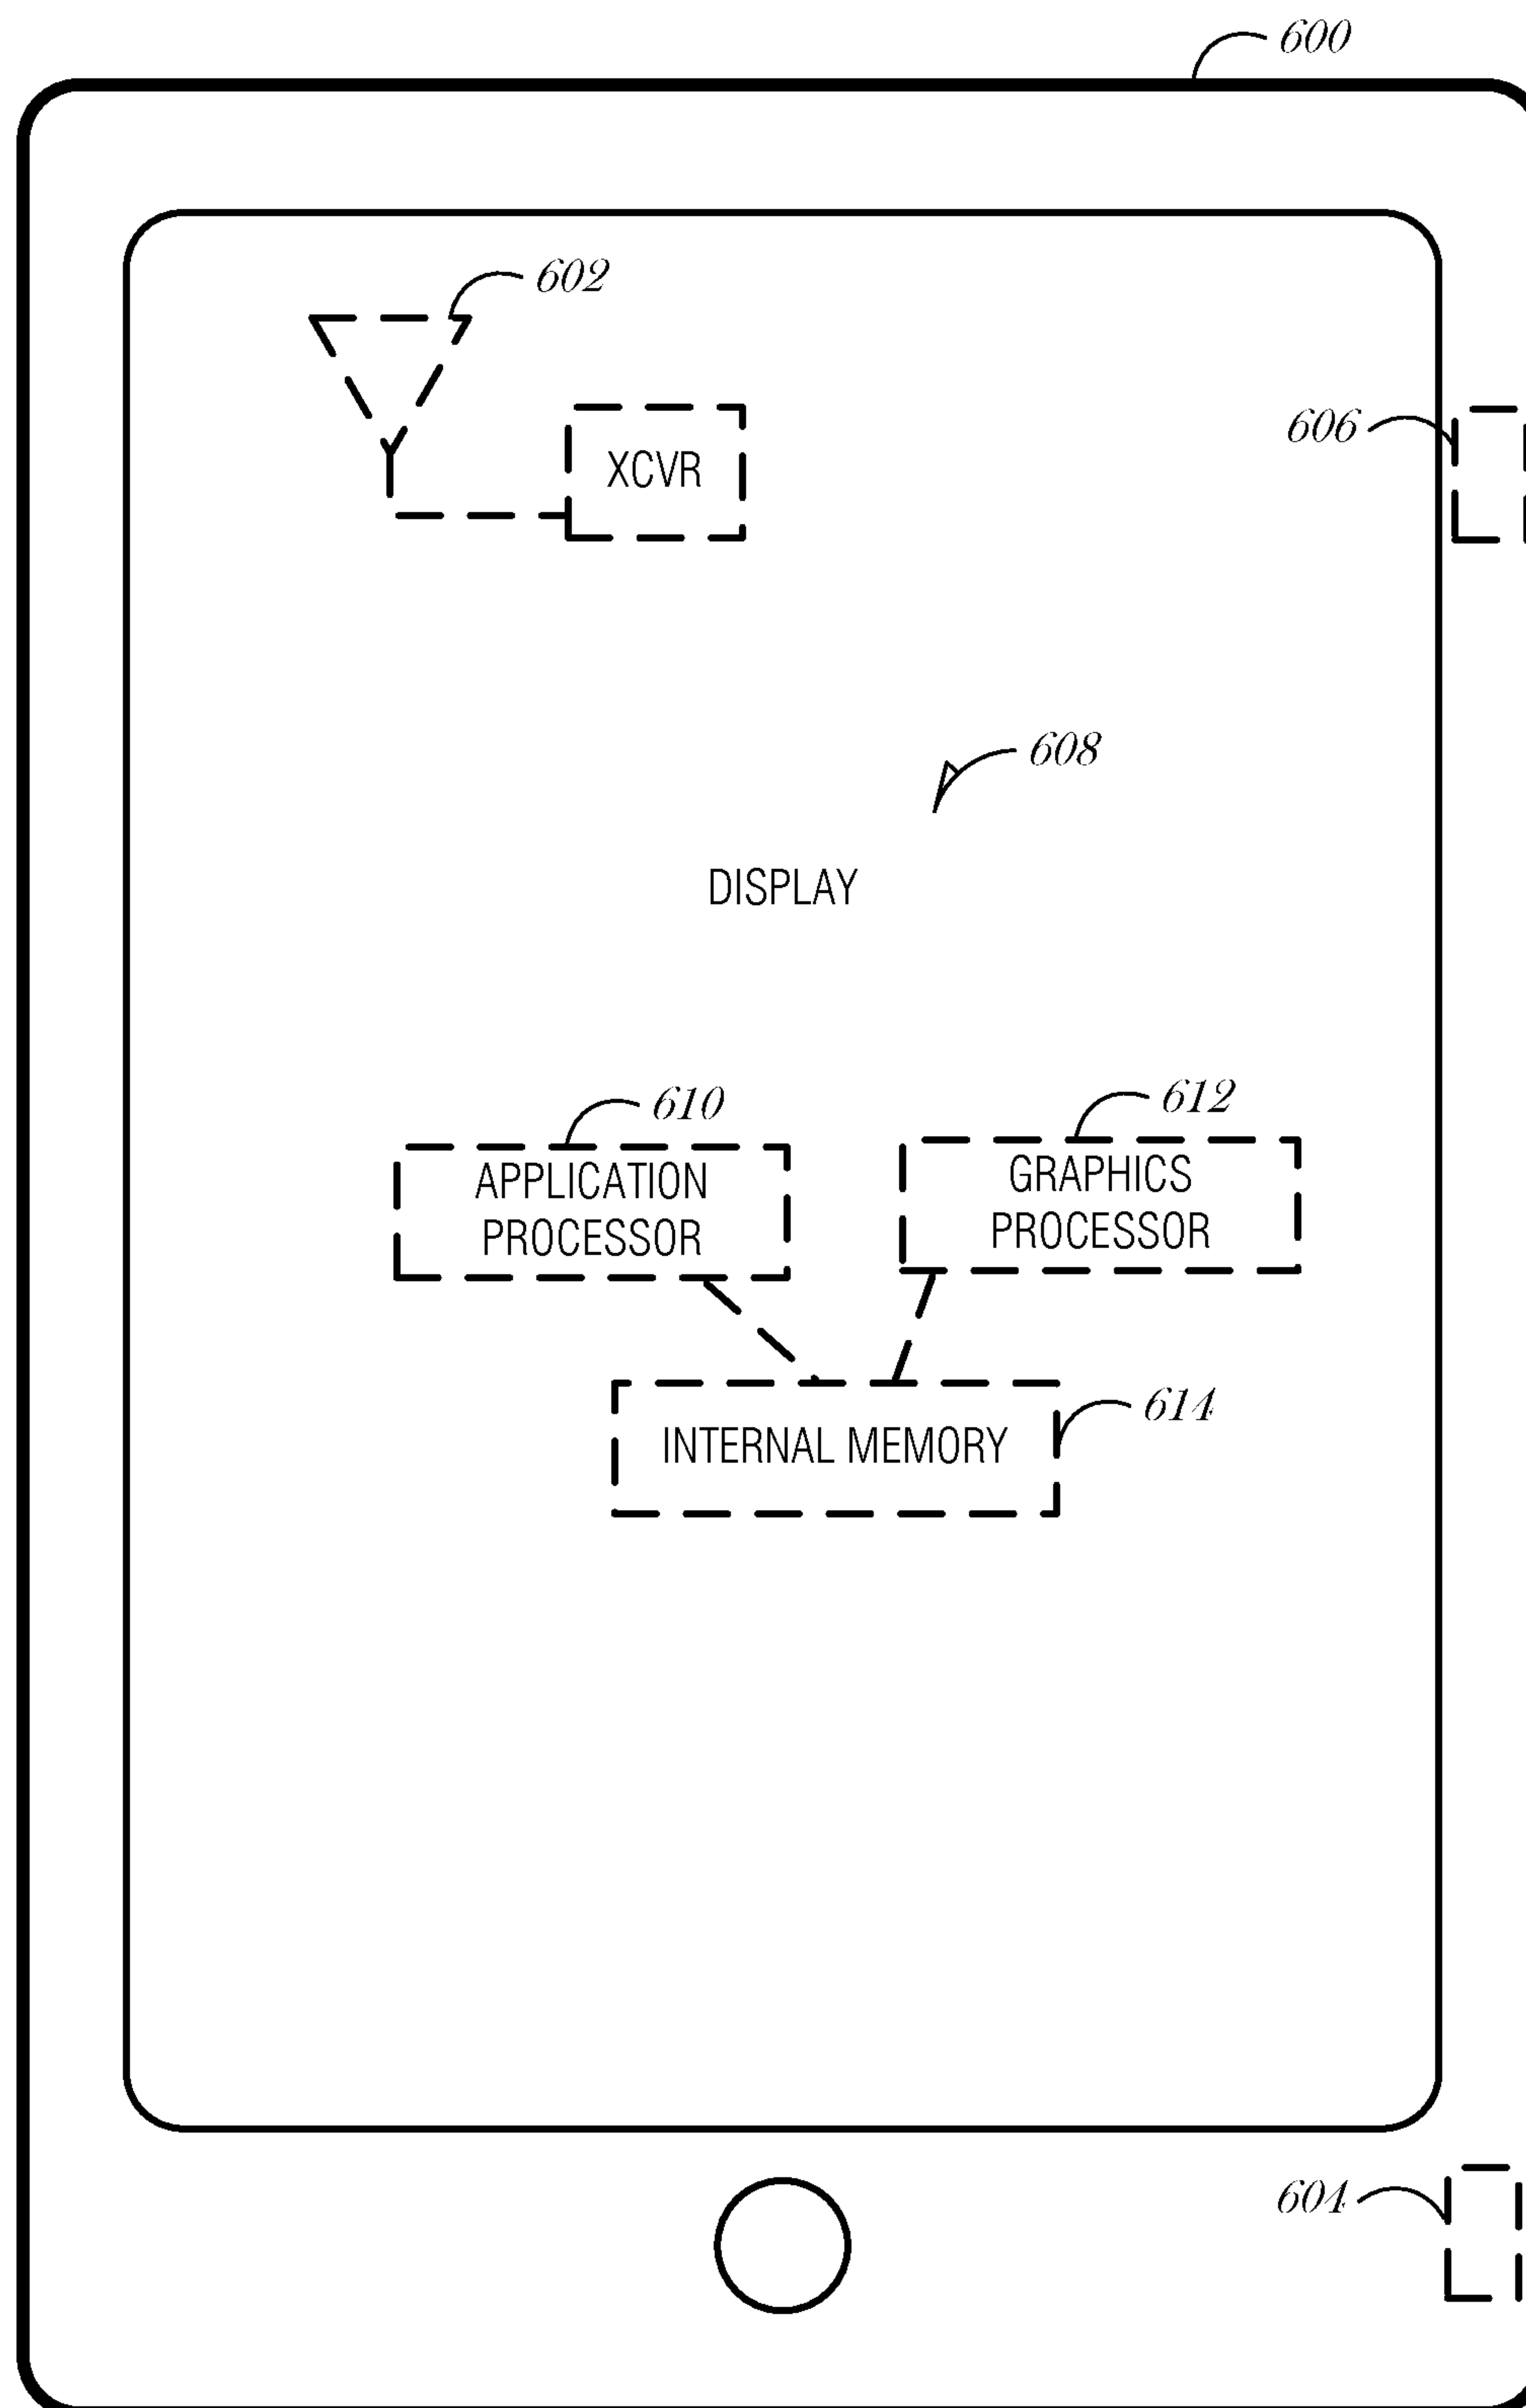 600
602
XCVR
606
608
DISPLAY
610
612
APPLICATION
PROCESSOR
GRAPHICS
PROCESSOR
614
INTERNAL MEMORY
604